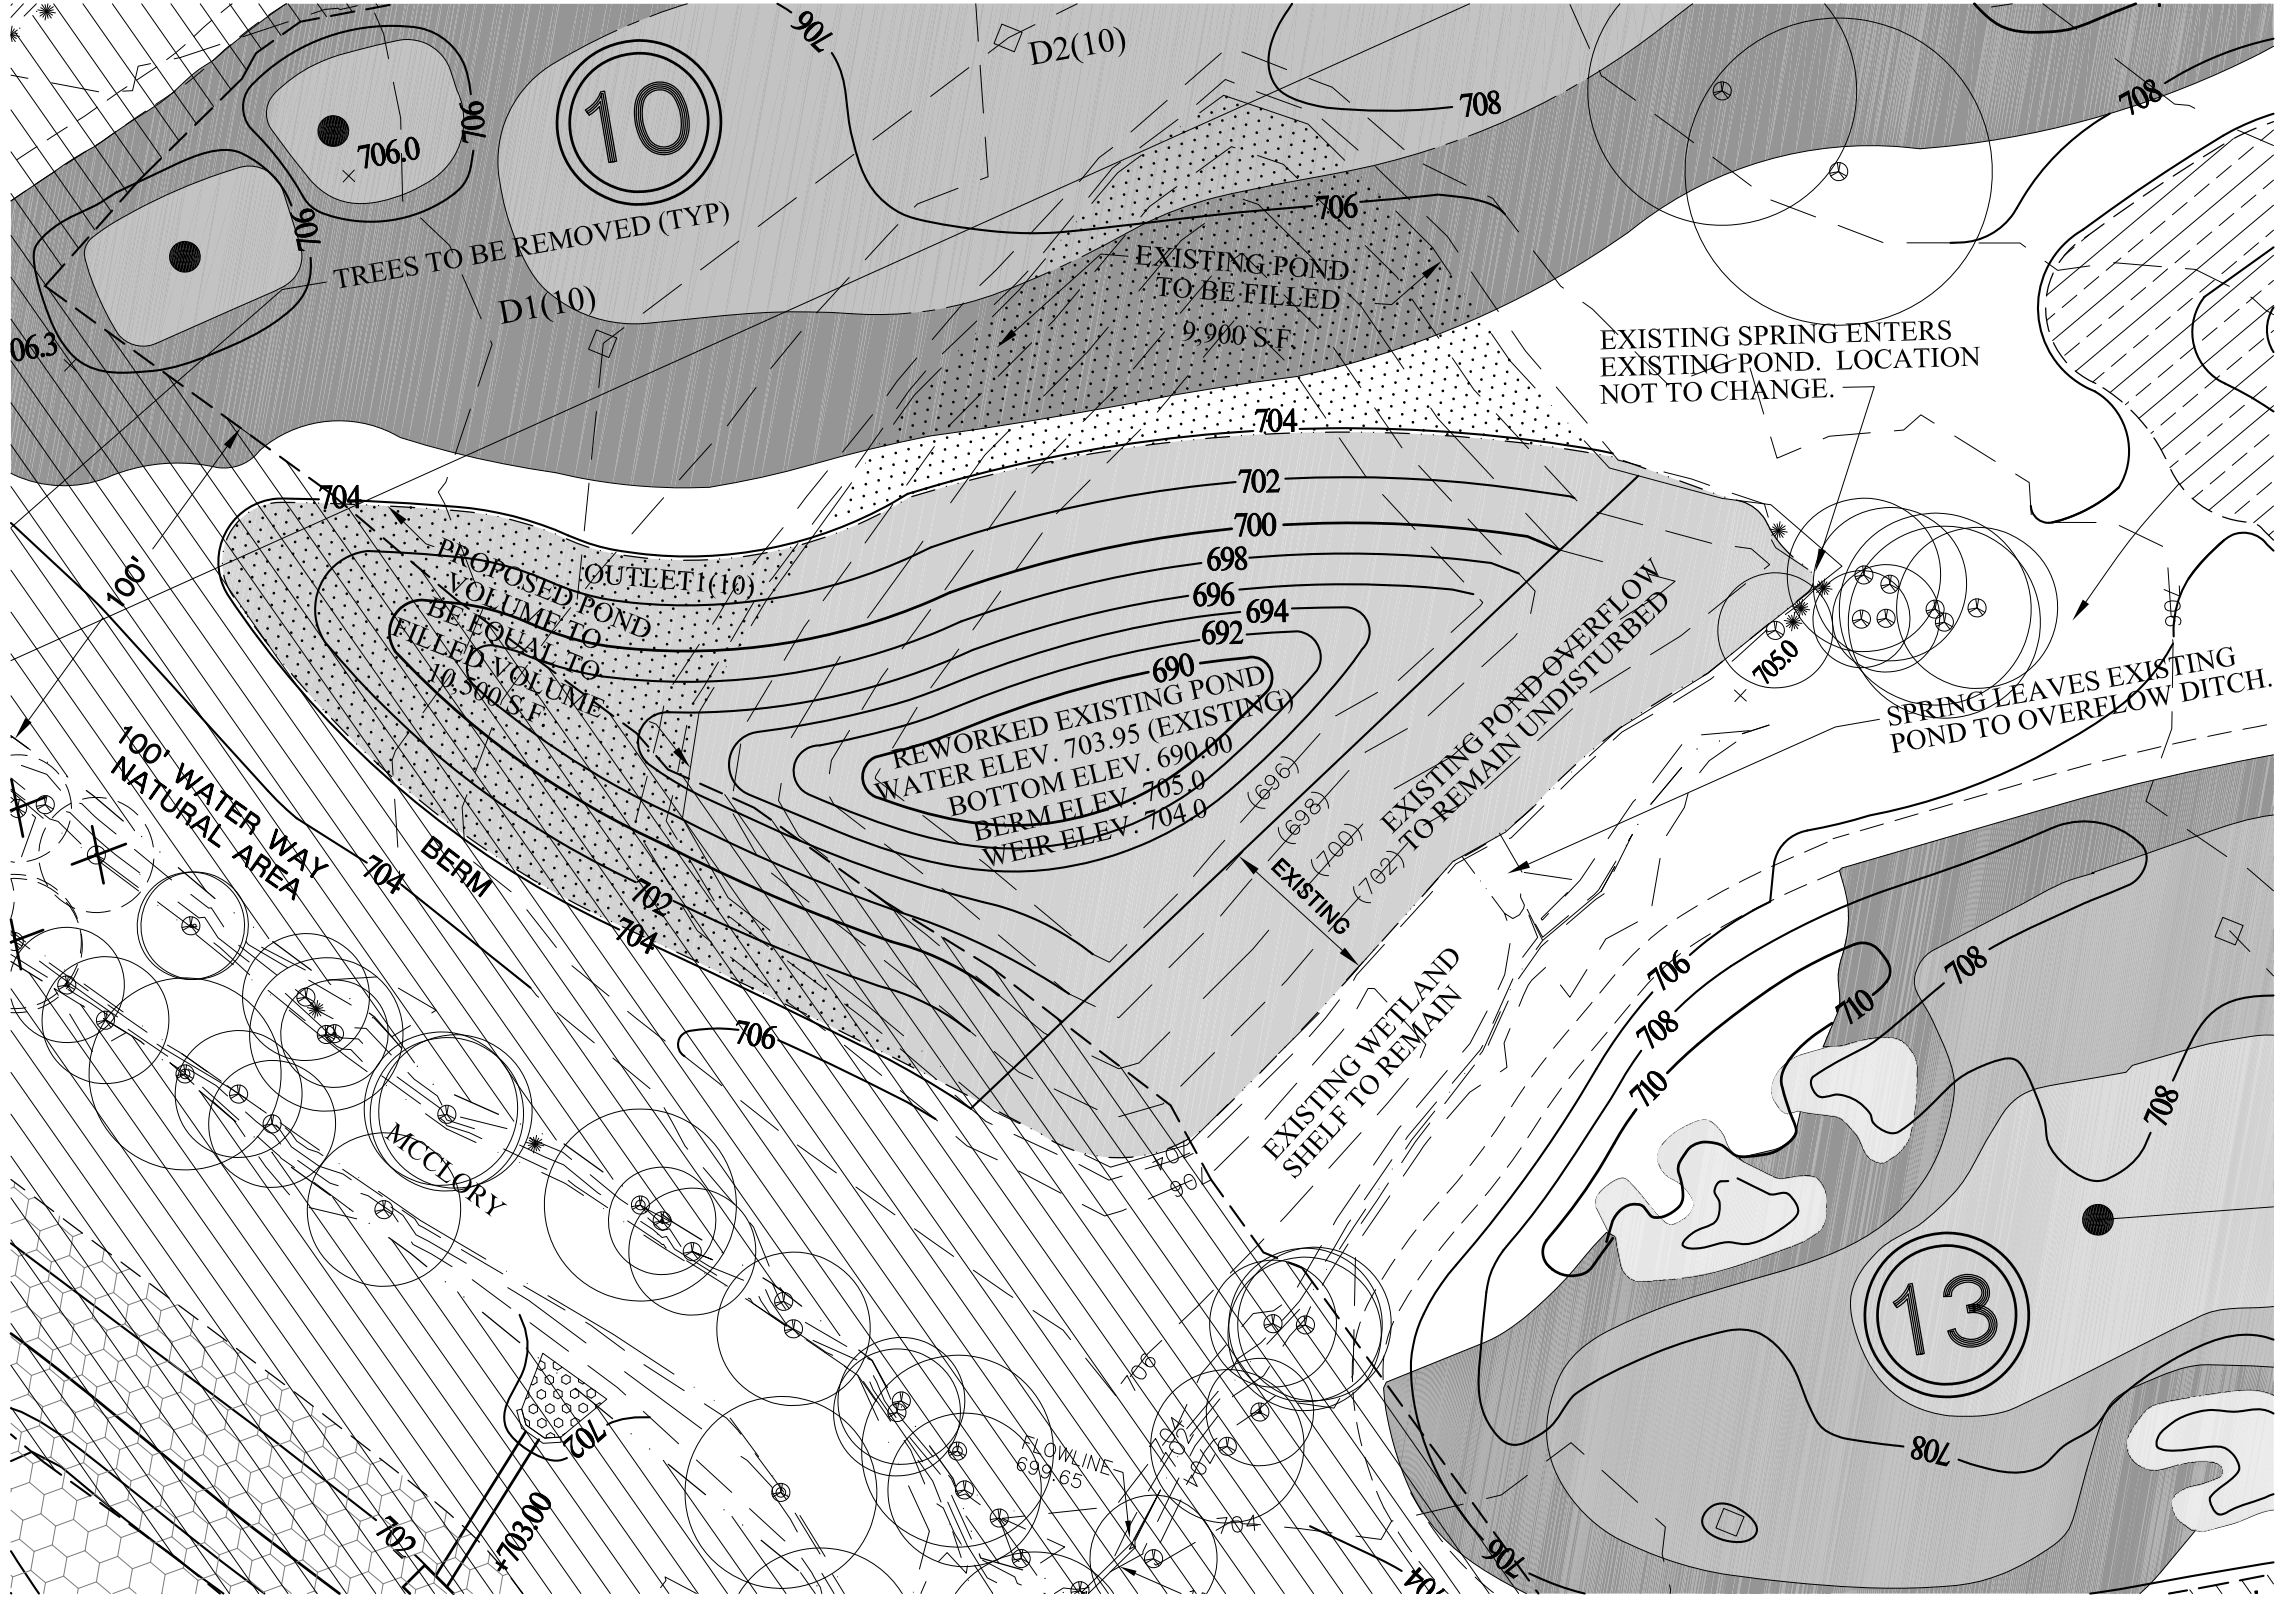 706
D2(10)
10
708
708
706
706.0
706
TREES TO BE REMOVED (TYP)
D1(10)
06.3
706
EXISTING POND
TO BE FILLED
9,900 S.F.
EXISTING SPRING ENTERS
EXISTING POND. LOCATION
NOT TO CHANGE.
704
704
702
700
698
696
694
692
690
100'
PROPOSED POND
VOLUME TO
BE EQUAL TO
FILLED VOLUME
10,500 S.F.
OUTLET1(10)
REWORKED EXISTING POND
WATER ELEV. 703.95 (EXISTING)
BOTTOM ELEV. 690.00
BERM ELEV. 705.0
WEIR ELEV. 704.0
(696)
(698)
(700)
(702)
EXISTING POND OVERFLOW
TO REMAIN UNDISTURBED
EXISTING
705.0
706
SPRING LEAVES EXISTING
POND TO OVERFLOW DITCH.
100' WATER WAY
NATURAL AREA
704
BERM
702
704
706
EXISTING WETLAND
SHELF TO REMAIN
704
706
706
708
710
710
708
708
13
708
MCCLORY
702
702
+703.00
706
FLOWLINE
699.65
704
702
704
704
706